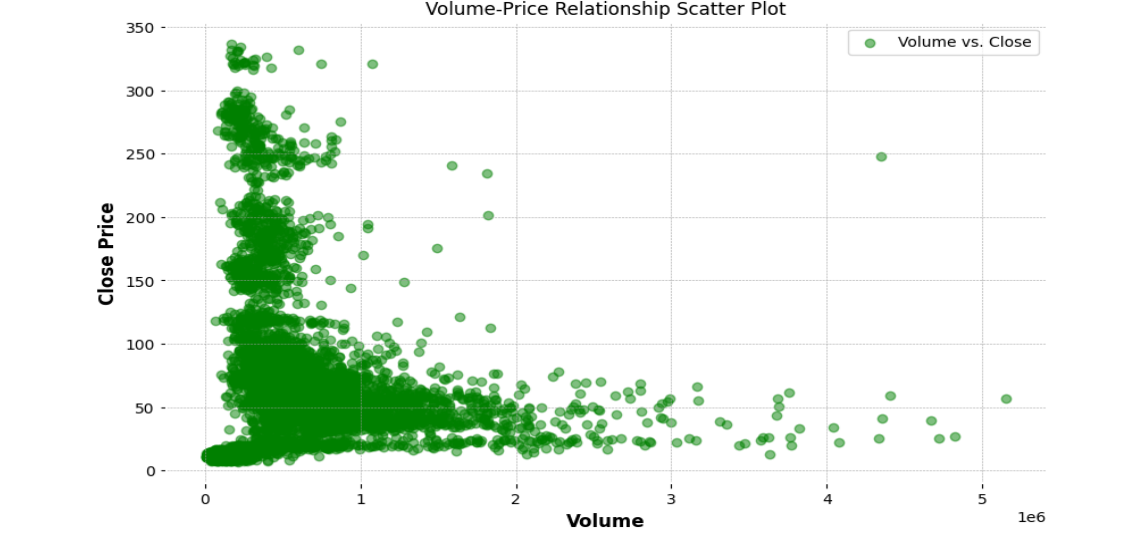 Volume-Price Relationship Scatter Plot
Volume vs. Close
350
300
250
200
150
100
50
0
Close Price
0 1 2 3 4 5
1e6
Volume